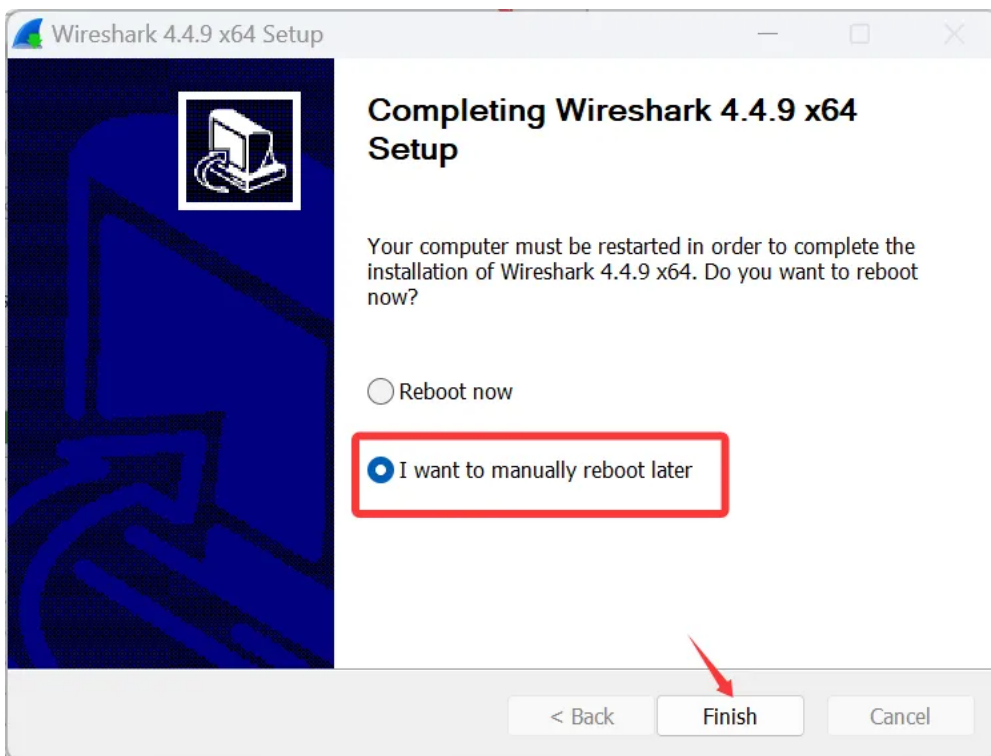 Wireshark 4.4.9 x64 Setup
Completing Wireshark 4.4.9 x64
Setup
Your computer must be restarted in order to complete the
installation of Wireshark 4.4.9 x64. Do you want to reboot
now?
Reboot now
I want to manually reboot later
< Back
Finish
Cancel